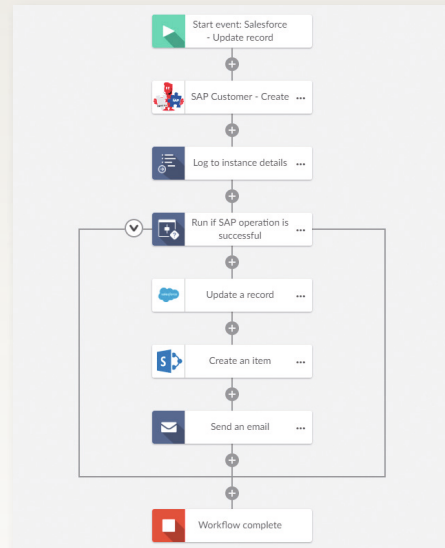 Start event: Salesforce
- Update record
SAP Customer - Create
Log to instance details
Run if SAP operation is
successful
Update a record
Create an item
Send an email
Workflow complete